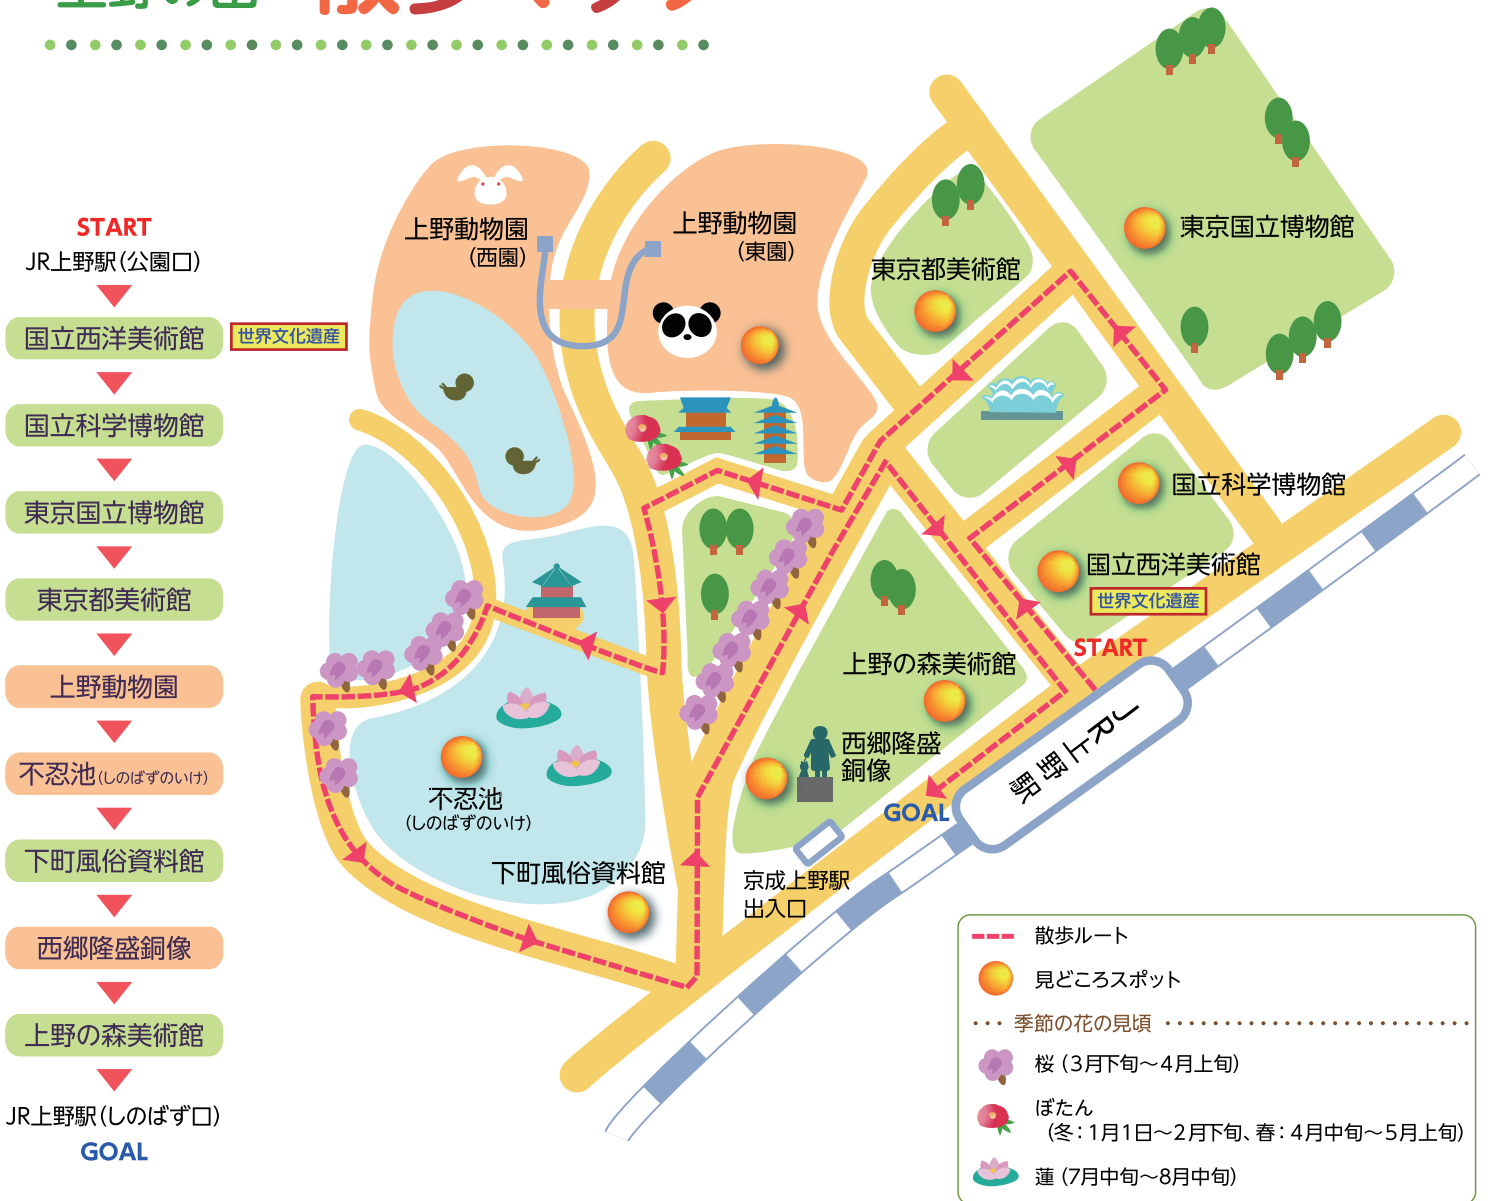 上野の山 散歩マップ
START
JR上野駅（公園口）
国立西洋美術館
世界文化遺産
国立科学博物館
東京国立博物館
東京都美術館
上野動物園
不忍池（しのばずのいけ）
下町風俗資料館
西郷隆盛銅像
上野の森美術館
JR上野駅（しのばず口）
GOAL
上野動物園
（西園）
上野動物園
（東園）
東京都美術館
東京国立博物館
国立科学博物館
国立西洋美術館
世界文化遺産
START
上野の森美術館
西郷隆盛
銅像
JR上野駅
GOAL
不忍池
（しのばずのいけ）
下町風俗資料館
京成上野駅
出入口
散歩ルート
見どころスポット
季節の花の見頃
桜（3月下旬〜4月上旬）
ぼたん
（冬：1月1日〜2月下旬、春：4月中旬〜5月上旬）
蓮（7月中旬〜8月中旬）